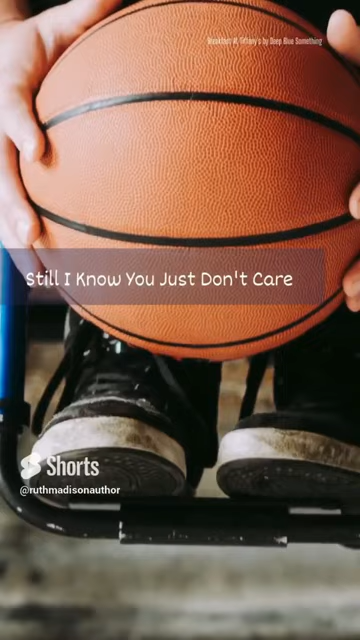 Breakfast At Tiffany's by Deep Blue Something
Still I Know You Just Don't Care
Shorts
@ruthmadisonauthor